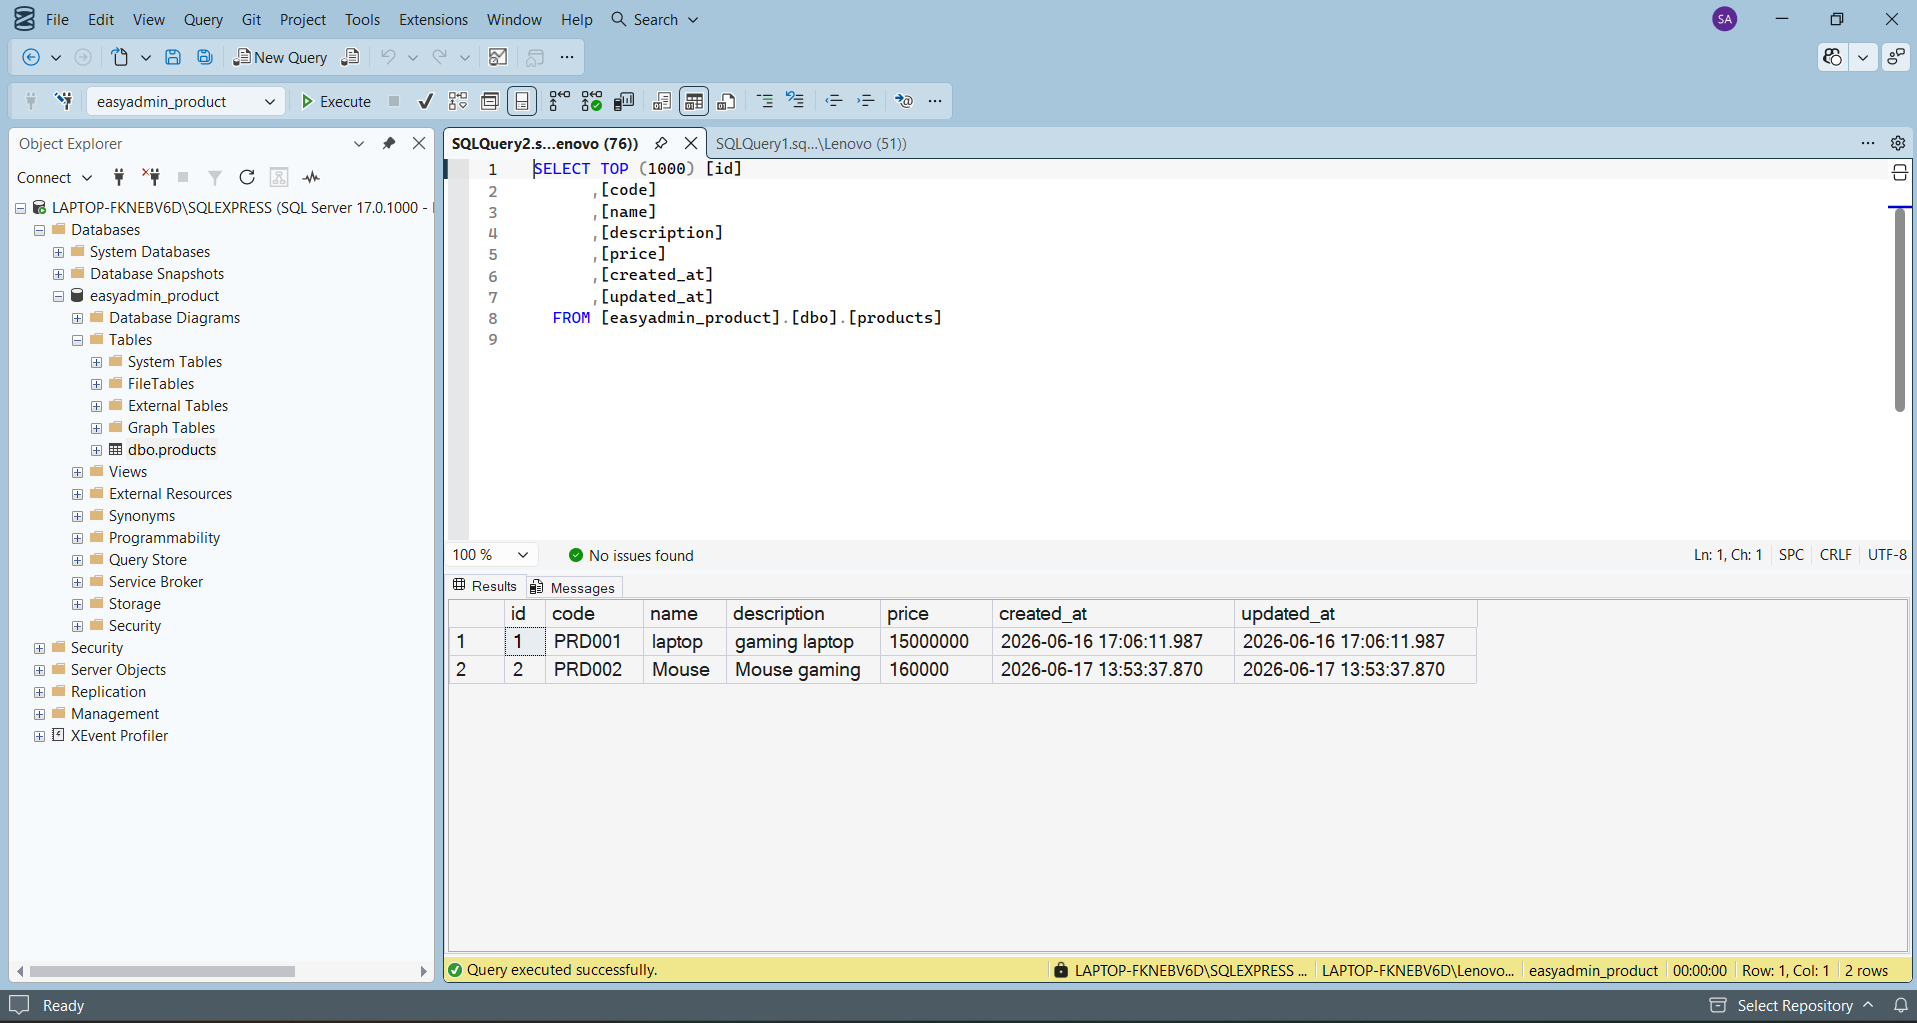 File Edit View Query Git Project Tools Extensions Window Help Search SA
New Query
easyadmin_product Execute
Object Explorer
Connect
LAPTOP-FKNEBV6D\SQLEXPRESS (SQL Server 17.0.1000 -
Databases
System Databases
Database Snapshots
easyadmin_product
Database Diagrams
Tables
System Tables
FileTables
External Tables
Graph Tables
dbo.products
Views
External Resources
Synonyms
Programmability
Query Store
Service Broker
Storage
Security
Security
Server Objects
Replication
Management
XEvent Profiler
SQLQuery2.s...enovo (76)) SQLQuery1.sq...\Lenovo (51))
1 SELECT TOP (1000) [id]
2 ,[code]
3 ,[name]
4 ,[description]
5 ,[price]
6 ,[created_at]
7 ,[updated_at]
8 FROM [easyadmin_product].[dbo].[products]
9
100 % No issues found Ln: 1, Ch: 1 SPC CRLF UTF-8
Results Messages
id code name description price created_at updated_at
1 1 PRD001 laptop gaming laptop 15000000 2026-06-16 17:06:11.987 2026-06-16 17:06:11.987
2 2 PRD002 Mouse Mouse gaming 160000 2026-06-17 13:53:37.870 2026-06-17 13:53:37.870
Query executed successfully. LAPTOP-FKNEBV6D\SQLEXPRESS ... LAPTOP-FKNEBV6D\Lenovo... easyadmin_product 00:00:00 Row: 1, Col: 1 2 rows
Ready Select Repository